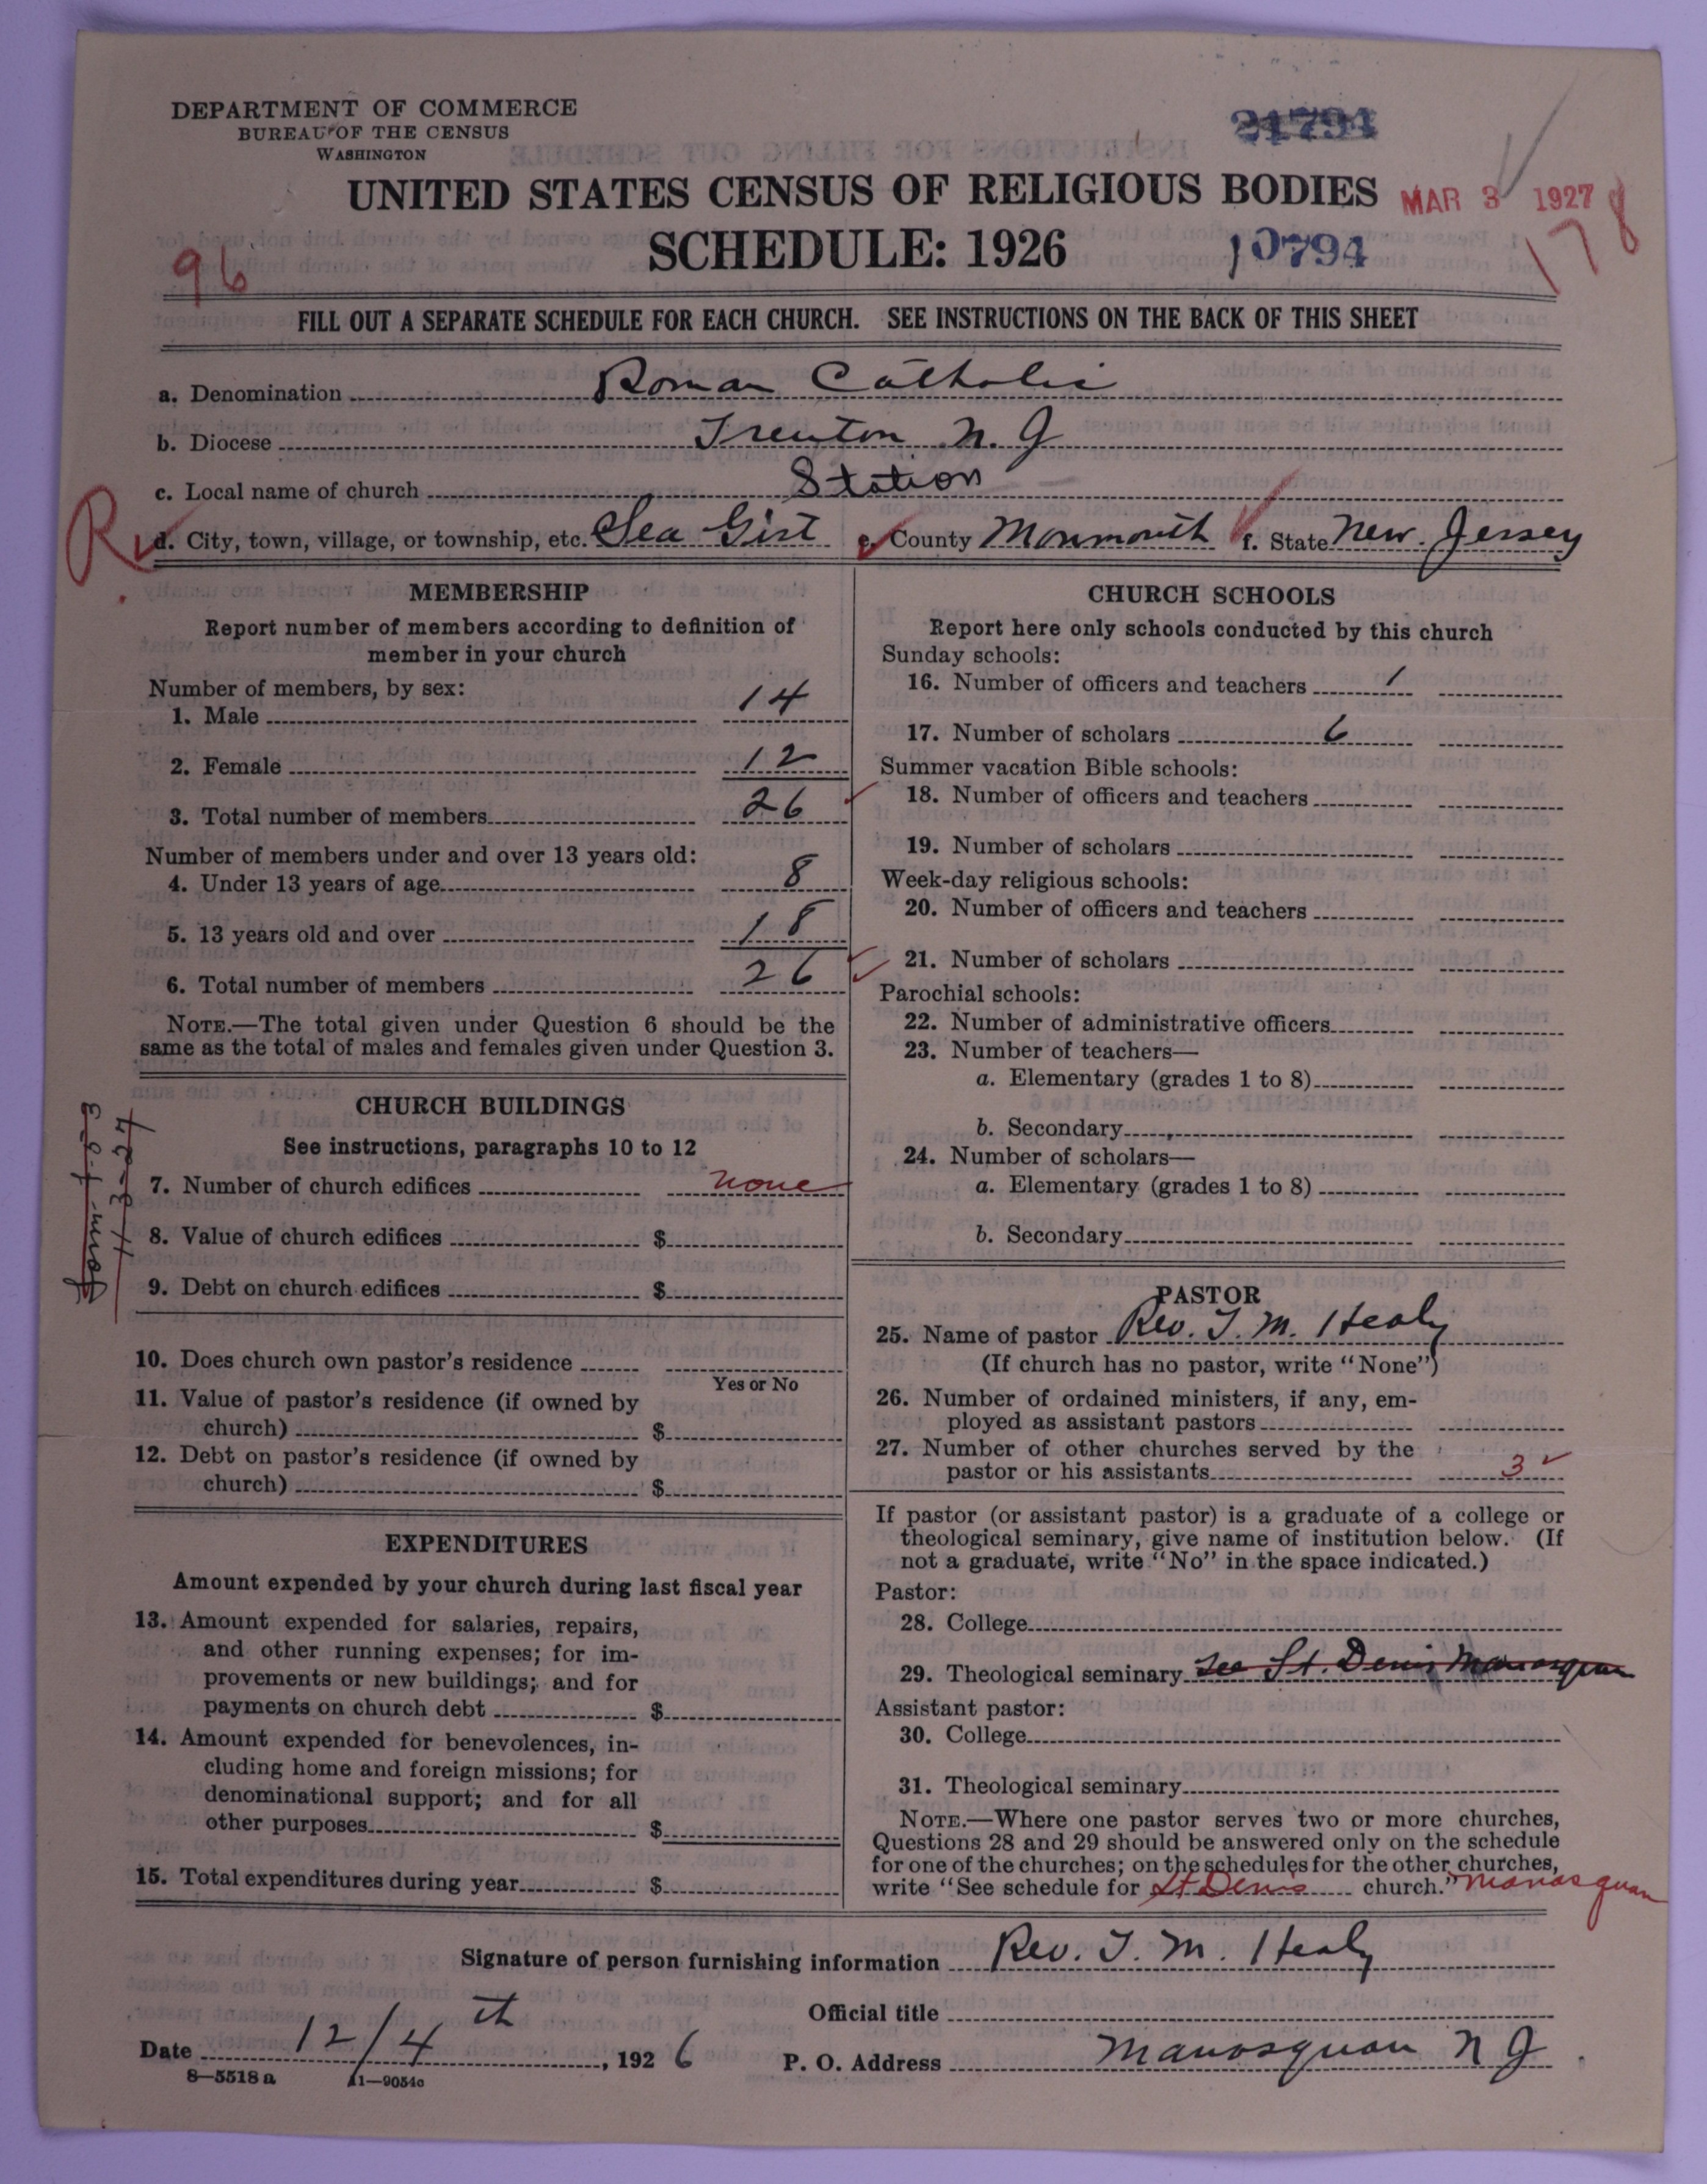 DEPARTMENT OF COMMERCE
BUREAU OF THE CENSUS
WASHINGTON
UNITED STATES CENSUS OF RELIGIOUS BODIES
MAR 3 1927
SCHEDULE: 1926
10794
178
96
FILL OUT A SEPARATE SCHEDULE FOR EACH CHURCH. SEE INSTRUCTIONS ON THE BACK OF THIS SHEET
a. Denomination Roman Catholic
b. Diocese Trenton N. J
c. Local name of church Station
R
d. City, town, village, or township, etc. Sea Girt e. County Monmouth f. State New. Jersey
MEMBERSHIP
Report number of members according to definition of
member in your church
Number of members, by sex:
1. Male 14
2. Female 12
3. Total number of members 26
Number of members under and over 13 years old:
4. Under 13 years of age 8
5. 13 years old and over 18
6. Total number of members 26
NOTE.—The total given under Question 6 should be the
same as the total of males and females given under Question 3.
CHURCH BUILDINGS
See instructions, paragraphs 10 to 12
7. Number of church edifices none
8. Value of church edifices $
9. Debt on church edifices $
10. Does church own pastor's residence
Yes or No
11. Value of pastor's residence (if owned by
church) $
12. Debt on pastor's residence (if owned by
church) $
EXPENDITURES
Amount expended by your church during last fiscal year
13. Amount expended for salaries, repairs,
and other running expenses; for im-
provements or new buildings; and for
payments on church debt $
14. Amount expended for benevolences, in-
cluding home and foreign missions; for
denominational support; and for all
other purposes $
15. Total expenditures during year $
CHURCH SCHOOLS
Report here only schools conducted by this church
Sunday schools:
16. Number of officers and teachers 1
17. Number of scholars 6
Summer vacation Bible schools:
18. Number of officers and teachers
19. Number of scholars
Week-day religious schools:
20. Number of officers and teachers
21. Number of scholars
Parochial schools:
22. Number of administrative officers
23. Number of teachers—
a. Elementary (grades 1 to 8)
b. Secondary
24. Number of scholars—
a. Elementary (grades 1 to 8)
b. Secondary
PASTOR
25. Name of pastor Rev. T. M. Healy
(If church has no pastor, write "None")
26. Number of ordained ministers, if any, em-
ployed as assistant pastors
27. Number of other churches served by the
pastor or his assistants 3
If pastor (or assistant pastor) is a graduate of a college or
theological seminary, give name of institution below. (If
not a graduate, write "No" in the space indicated.)
Pastor:
28. College
29. Theological seminary See St. Denis Manasquan
Assistant pastor:
30. College
31. Theological seminary
NOTE.—Where one pastor serves two or more churches,
Questions 28 and 29 should be answered only on the schedule
for one of the churches; on the schedules for the other churches,
write "See schedule for St Denis church." Manasquan
Signature of person furnishing information Rev. T. M. Healy
Official title
Date 12/4th, 1926
P. O. Address Manasquan N J
8—5518 a 11—9054c